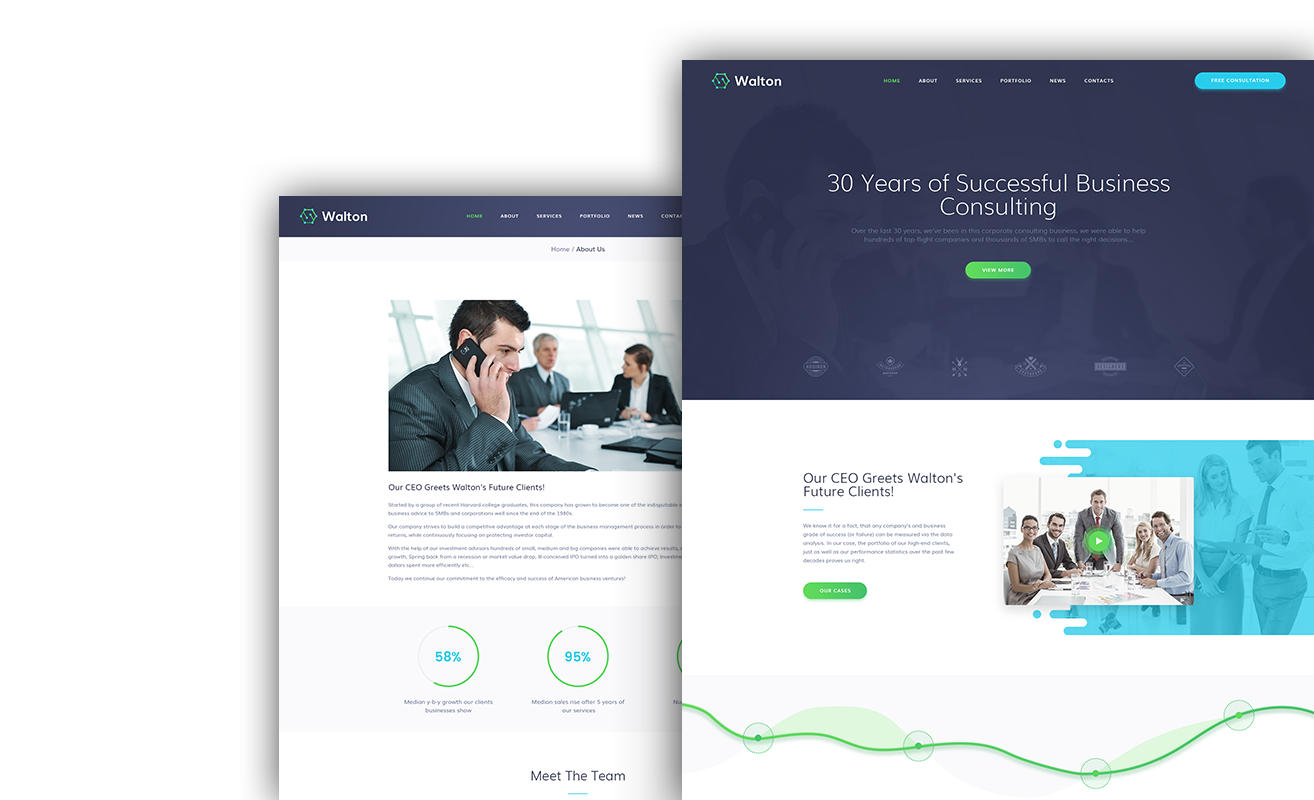 Walton
HOME ABOUT SERVICES PORTFOLIO NEWS CONTACTS
FREE CONSULTATION
30 Years of Successful Business
Consulting
Over the last 30 years, we've been in this corporate consulting business, we were able to help
hundreds of top-flight companies and thousands of SMBs to call the right decisions...
VIEW MORE
Our CEO Greets Walton's
Future Clients!
We know it for a fact, that any company's and business
grade of success (or failure) can be measured via the data
analysis. In our case, the portfolio of our high-end clients,
just as well as our performance statistics over the past few
decades proves us right.
OUR CASES
Walton
HOME ABOUT SERVICES PORTFOLIO NEWS CONTA
Home / About Us
Our CEO Greets Walton's Future Clients!
Started by a group of recent Harvard college graduates, this company has grown to become one of the indisputable
business advice to SMBs and corporations well since the end of the 1980s.
Our company strives to build a competitive advantage at each stage of the business management process in order to
returns, while continuously focusing on protecting investor capital.
With the help of our investment advisors hundreds of small, medium and big companies were able to achieve results,
growth, Spring back from a recession or market value drop, Ill-conceived IPO turned into a golden share IPO, Investm
dollars spent more efficiently etc...
Today we continue our commitment to the efficacy and success of American business ventures!
58%
95%
Median y-b-y growth our clients
businesses show
Median sales rise after 5 years of
our services
Nu
Meet The Team